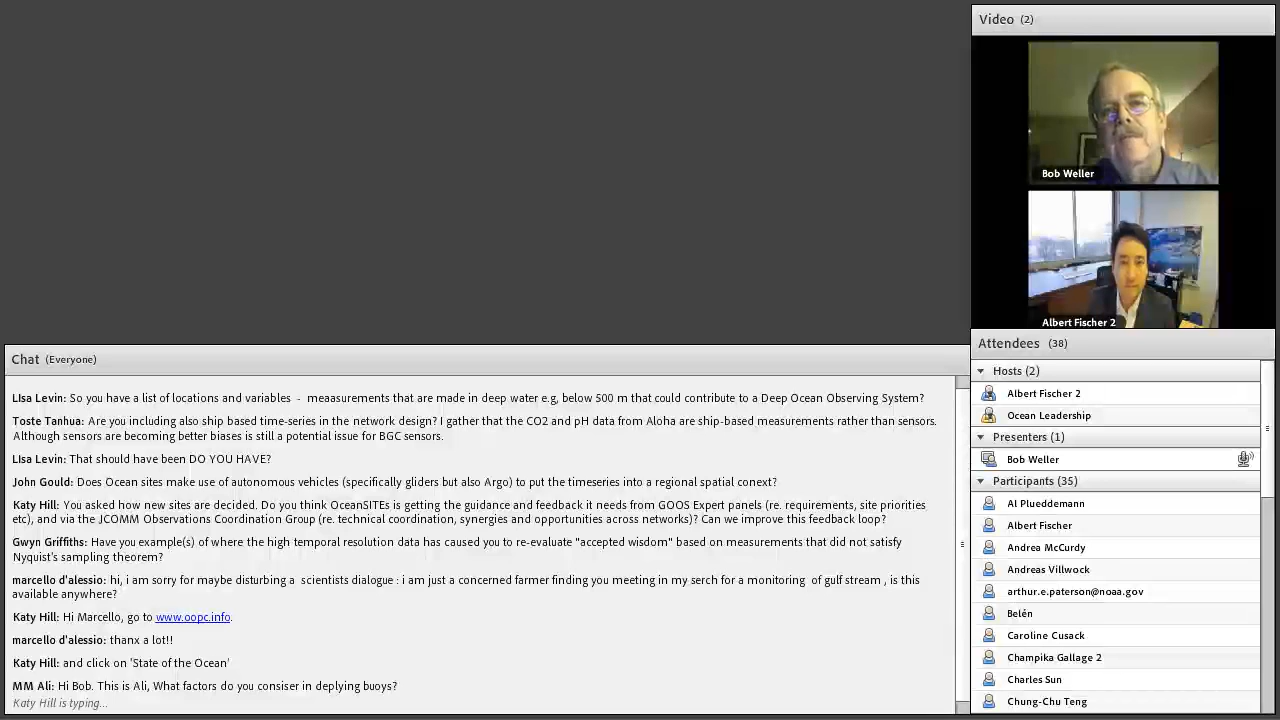 Video (2)
Bob Weller
Albert Fischer 2
Attendees (38)
Hosts (2)
Albert Fischer 2
Ocean Leadership
Presenters (1)
Bob Weller
Participants (35)
Al Plueddemann
Albert Fischer
Andrea McCurdy
Andreas Villwock
arthur.e.paterson@noaa.gov
Belén
Caroline Cusack
Champika Gallage 2
Charles Sun
Chung-Chu Teng
Chat (Everyone)
LIsa Levin: So you have a list of locations and variables - meaasurements that are made in deep water e.g, below 500 m that could contribute to a Deep Ocean Observing System?
Toste Tanhua: Are you including also ship based timeseries in the network design? I gather that the CO2 and pH data from Aloha are ship-based measurements rather than sensors.
Although sensors are becoming better biases is still a potential issue for BGC sensors.
LIsa Levin: That should have been DO YOU HAVE?
John Gould: Does Ocean sites make use of autonomous vehicles (specifically gliders but also Argo) to put the timeseries into a regional spatial conext?
Katy Hill: You asked how new sites are decided. Do you think OceanSITEs is getting the guidance and feedback it needs from GOOS Expert panels (re. requirements, site priorities
etc), and via the JCOMM Observations Coordination Group (re. technical coordination, synergies and opportunities across networks)? Can we improve this feedback loop?
Gwyn Griffiths: Have you example(s) of where the high temporal resolution data has caused you to re-evaluate "accepted wisdom" based on measurements that did not satisfy
Nyquist's sampling theorem?
marcello d'alessio: hi, i am sorry for maybe disturbing a scientists dialogue : i am just a concerned farmer finding you meeting in my serch for a monitoring of gulf stream , is this
available anywhere?
Katy Hill: Hi Marcello, go to www.oopc.info.
marcello d'alessio: thanx a lot!!
Katy Hill: and click on 'State of the Ocean'
MM Ali: Hi Bob. This is Ali, What factors do you consider in deplying buoys?
Katy Hill is typing...